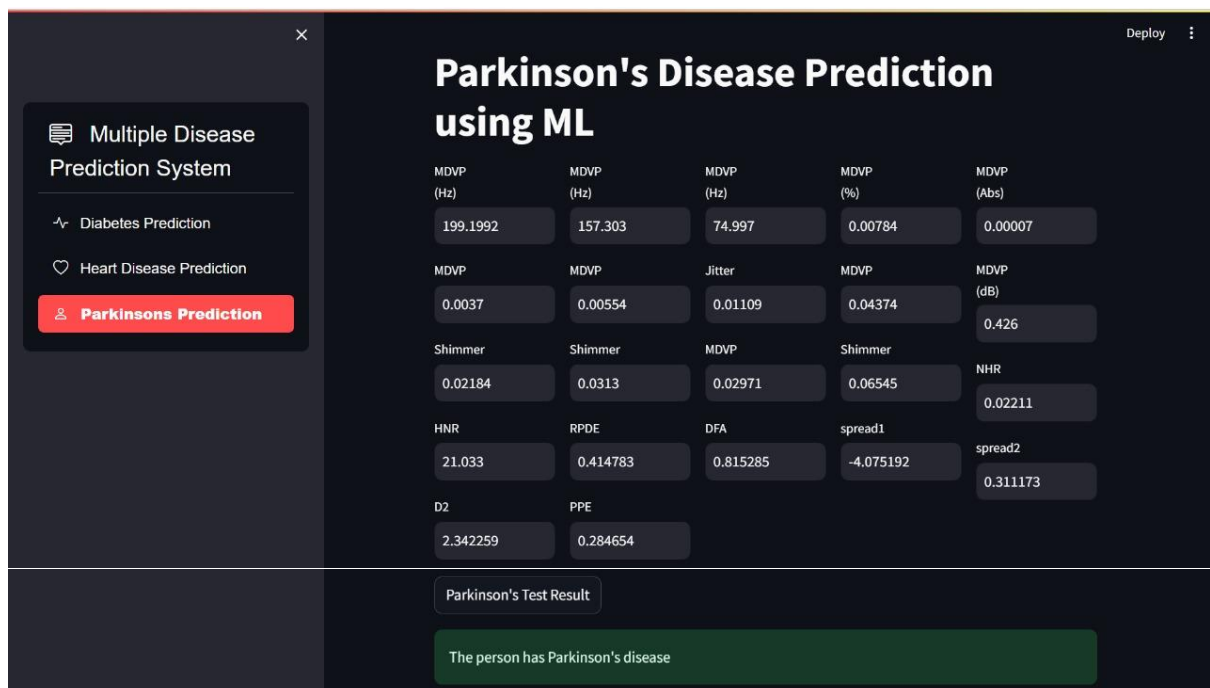 Deploy
Multiple Disease
Prediction System
Diabetes Prediction
Heart Disease Prediction
Parkinsons Prediction
Parkinson's Disease Prediction
using ML
MDVP MDVP MDVP MDVP MDVP
(Hz) (Hz) (Hz) (%) (Abs)
199.1992 157.303 74.997 0.00784 0.00007
MDVP MDVP Jitter MDVP MDVP
(dB)
0.0037 0.00554 0.01109 0.04374 0.426
Shimmer Shimmer MDVP Shimmer NHR
0.02184 0.0313 0.02971 0.06545 0.02211
HNR RPDE DFA spread1 spread2
21.033 0.414783 0.815285 -4.075192 0.311173
D2 PPE
2.342259 0.284654
Parkinson's Test Result
The person has Parkinson's disease